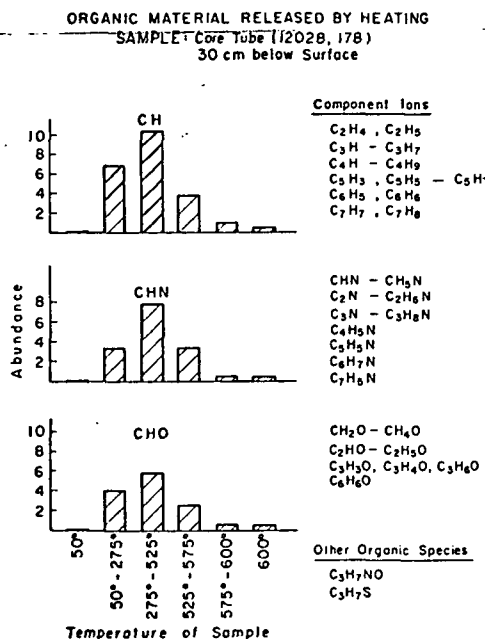 ORGANIC MATERIAL RELEASED BY HEATING
SAMPLE: Core Tube (12028, 178)
30 cm below Surface
Component Ions
CH
10
8
6
4
2
C2H4 , C2H5
C3H – C3H7
C4H – C4H9
C5H3 , C5H5 –
C6H5 , C6H6
C7H7 , C7H8
Abundance
CHN
8
6
4
2
CHN – CH5N
C2N – C2H6N
C3N – C3H8N
C4H5N
C5H5N
C6H7N
C7H5N
CHO
10
8
6
4
2
CH2O – CH4O
C2HO – C2H5O
C3H3O, C3H4O, C3H6O
C6H6O
50°
50°-275°
275°-525°
525°-575°
575°-600°
600°
Temperature of Sample
Other Organic Species
C3H7NO
C3H7S